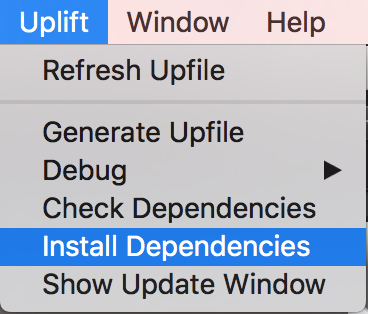 Uplift Window Help
Refresh Upfile
Generate Upfile
Debug
Check Dependencies
Install Dependencies
Show Update Window